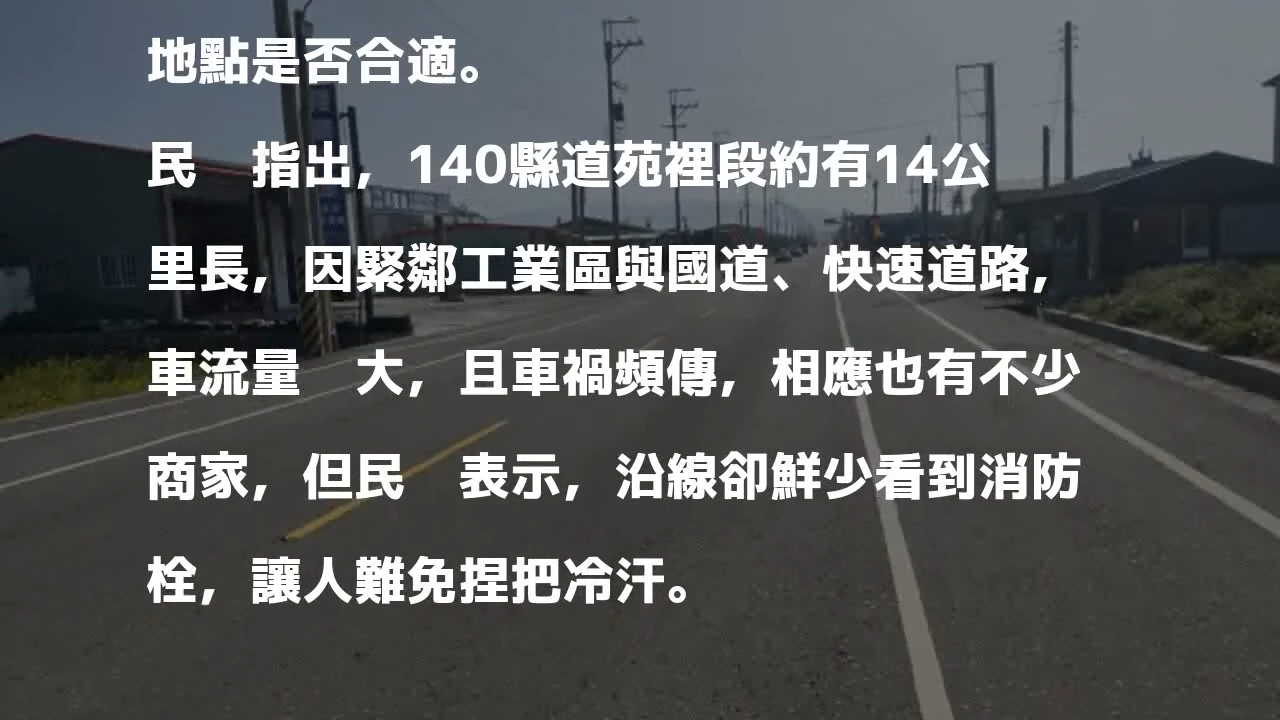 地點是否合適。
民　指出，140縣道苑裡段約有14公
里長，因緊鄰工業區與國道、快速道路，
車流量　大，且車禍頻傳，相應也有不少
商家，但民　表示，沿線卻鮮少看到消防
栓，讓人難免捏把冷汗。